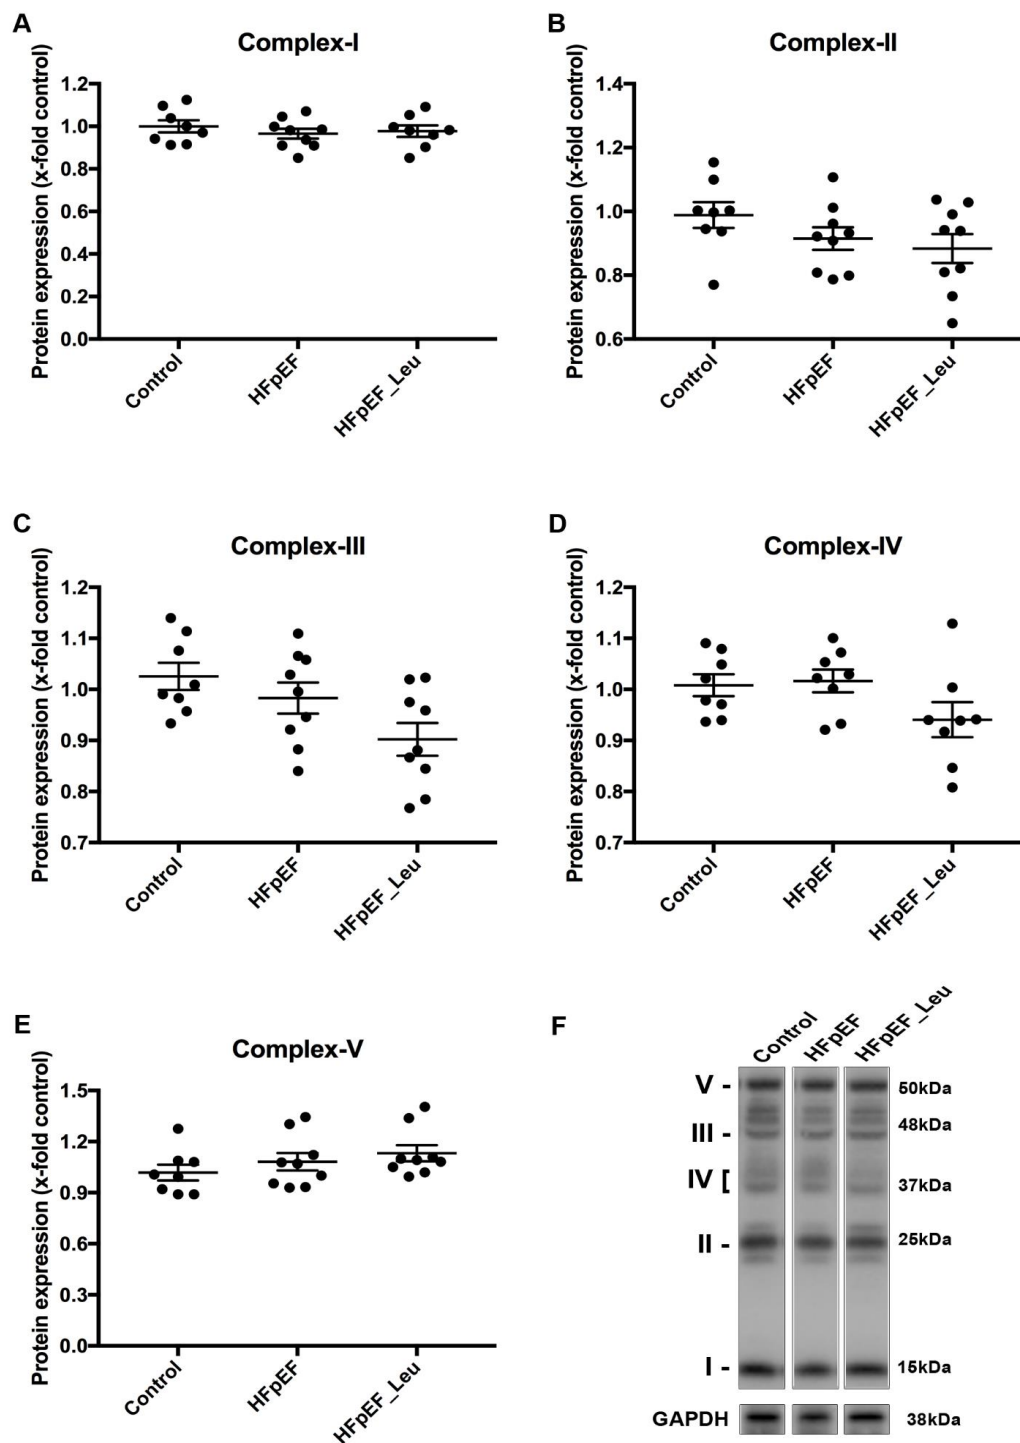 A
Complex-I
Protein expression (x-fold control)
1.2
1.0
0.8
0.6
0.4
0.2
0.0
Control
HFpEF
HFpEF_Leu
B
Complex-II
Protein expression (x-fold control)
1.4
1.2
1.0
0.8
0.6
Control
HFpEF
HFpEF_Leu
C
Complex-III
Protein expression (x-fold control)
1.2
1.1
1.0
0.9
0.8
0.7
Control
HFpEF
HFpEF_Leu
D
Complex-IV
Protein expression (x-fold control)
1.2
1.1
1.0
0.9
0.8
0.7
Control
HFpEF
HFpEF_Leu
E
Complex-V
Protein expression (x-fold control)
1.5
1.2
0.9
0.6
0.3
0.0
Control
HFpEF
HFpEF_Leu
F
Control
HFpEF
HFpEF_Leu
V - 50kDa
48kDa
III -
IV [ 37kDa
II - 25kDa
I - 15kDa
GAPDH 38kDa